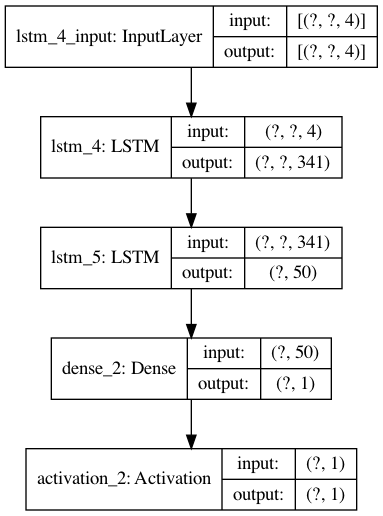 lstm_4_input: InputLayer
input: [(?, ?, 4)]
output: [(?, ?, 4)]
lstm_4: LSTM
input: (?, ?, 4)
output: (?, ?, 341)
lstm_5: LSTM
input: (?, ?, 341)
output: (?, 50)
dense_2: Dense
input: (?, 50)
output: (?, 1)
activation_2: Activation
input: (?, 1)
output: (?, 1)